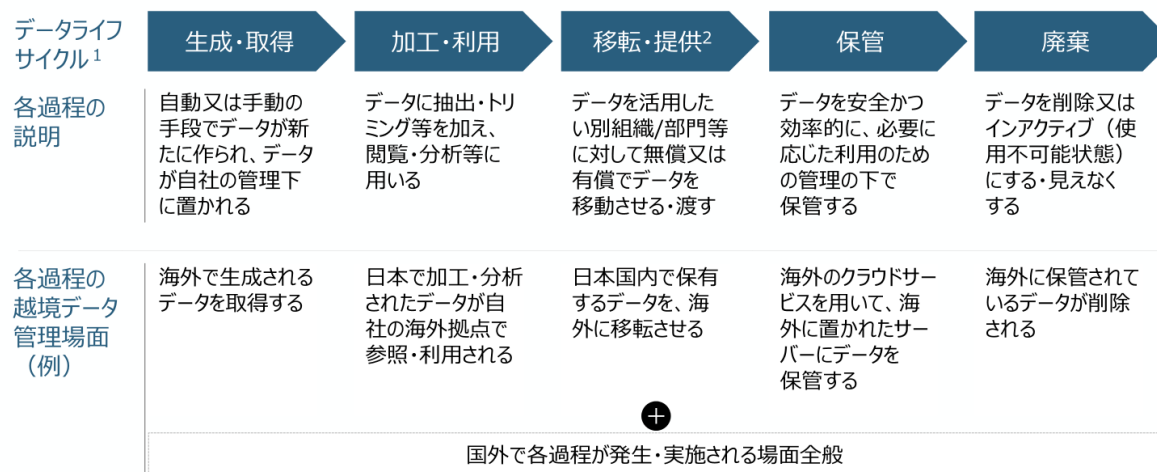 データライフ
サイクル1
生成・取得
加工・利用
移転・提供2
保管
廃棄
各過程の
説明
自動又は手動の
手段でデータが新
たに作られ、データ
が自社の管理下
に置かれる
データに抽出・トリ
ミング等を加え、
閲覧・分析等に
用いる
データを活用した
い別組織/部門等
に対して無償又は
有償でデータを
移動させる・渡す
データを安全かつ
効率的に、必要に
応じた利用のため
の管理の下で
保管する
データを削除又は
インアクティブ（使
用不可能状態）
にする・見えなく
する
各過程の
越境データ
管理場面
（例）
海外で生成される
データを取得する
日本で加工・分析
されたデータが自
社の海外拠点で
参照・利用される
日本国内で保有
するデータを、海
外に移転させる
海外のクラウドサー
ビスを用いて、海
外に置かれたサー
バーにデータを
保管する
海外に保管されて
いるデータが削除
される
+
国外で各過程が発生・実施される場面全般